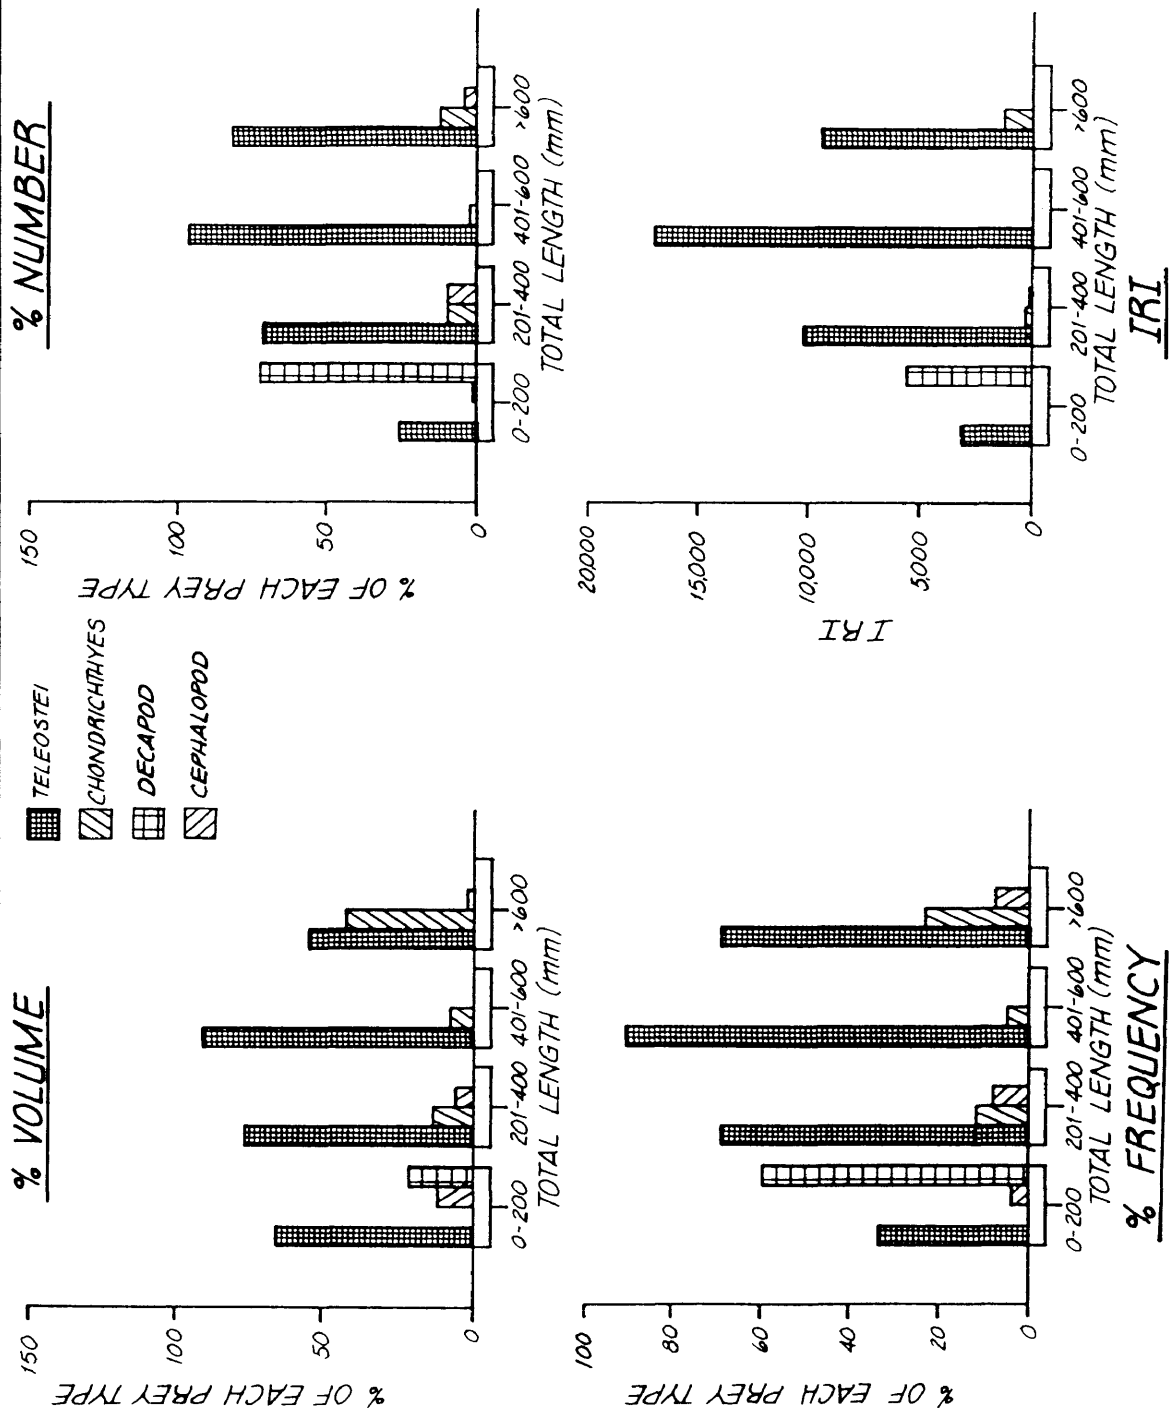 % VOLUME
150
100
50
0
% OF EACH PREY TYPE
0-200
201-400
401-600
>600
TOTAL LENGTH (mm)
TELEOSTEI
CHONDRICHTHYES
DECAPOD
CEPHALOPOD
% NUMBER
150
100
50
0
% OF EACH PREY TYPE
0-200
201-400
401-600
>600
TOTAL LENGTH (mm)
100
80
60
40
20
0
% OF EACH PREY TYPE
0-200
201-400
401-600
>600
TOTAL LENGTH (mm)
% FREQUENCY
20,000
15,000
10,000
5,000
0
IRI
0-200
201-400
401-600
>600
TOTAL LENGTH (mm)
IRI